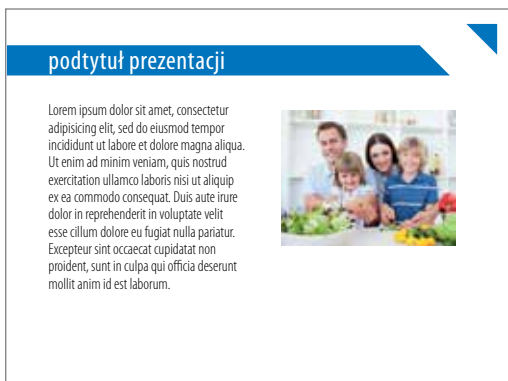 podtytuł prezentacji
Lorem ipsum dolor sit amet, consectetur
adipisicing elit, sed do eiusmod tempor
incididunt ut labore et dolore magna aliqua.
Ut enim ad minim veniam, quis nostrud
exercitation ullamco laboris nisi ut aliquip
ex ea commodo consequat. Duis aute irure
dolor in reprehenderit in voluptate velit
esse cillum dolore eu fugiat nulla pariatur.
Excepteur sint occaecat cupidatat non
proident, sunt in culpa qui officia deserunt
mollit anim id est laborum.